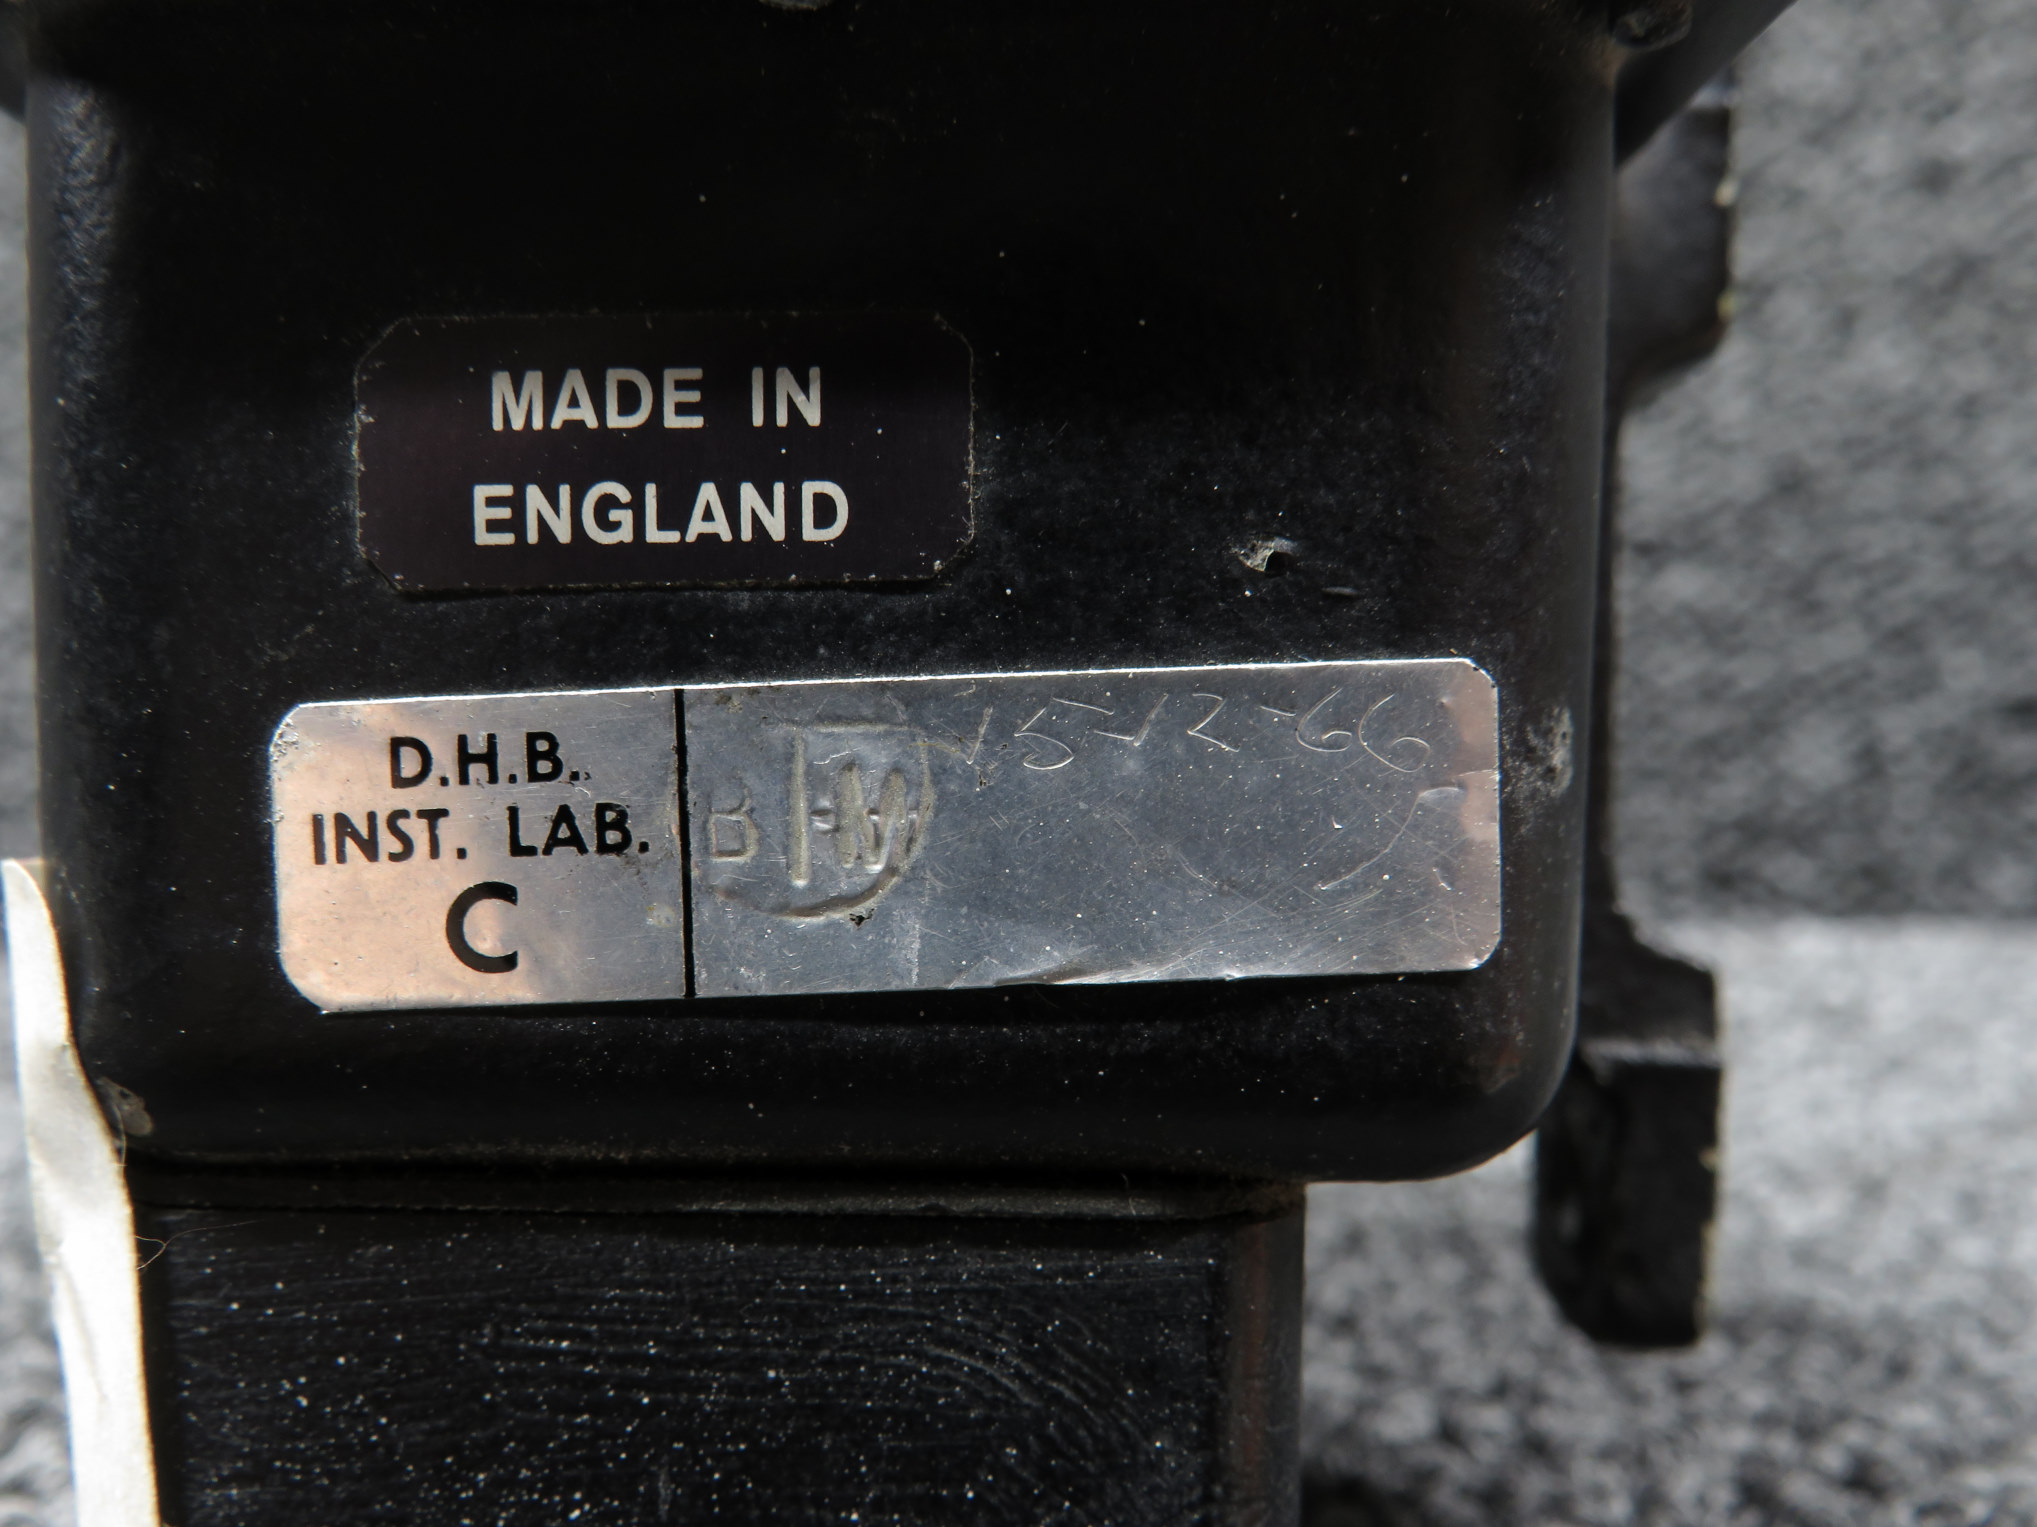 MADE IN
ENGLAND
D.H.B.
INST. LAB.
C
15-12-66
B